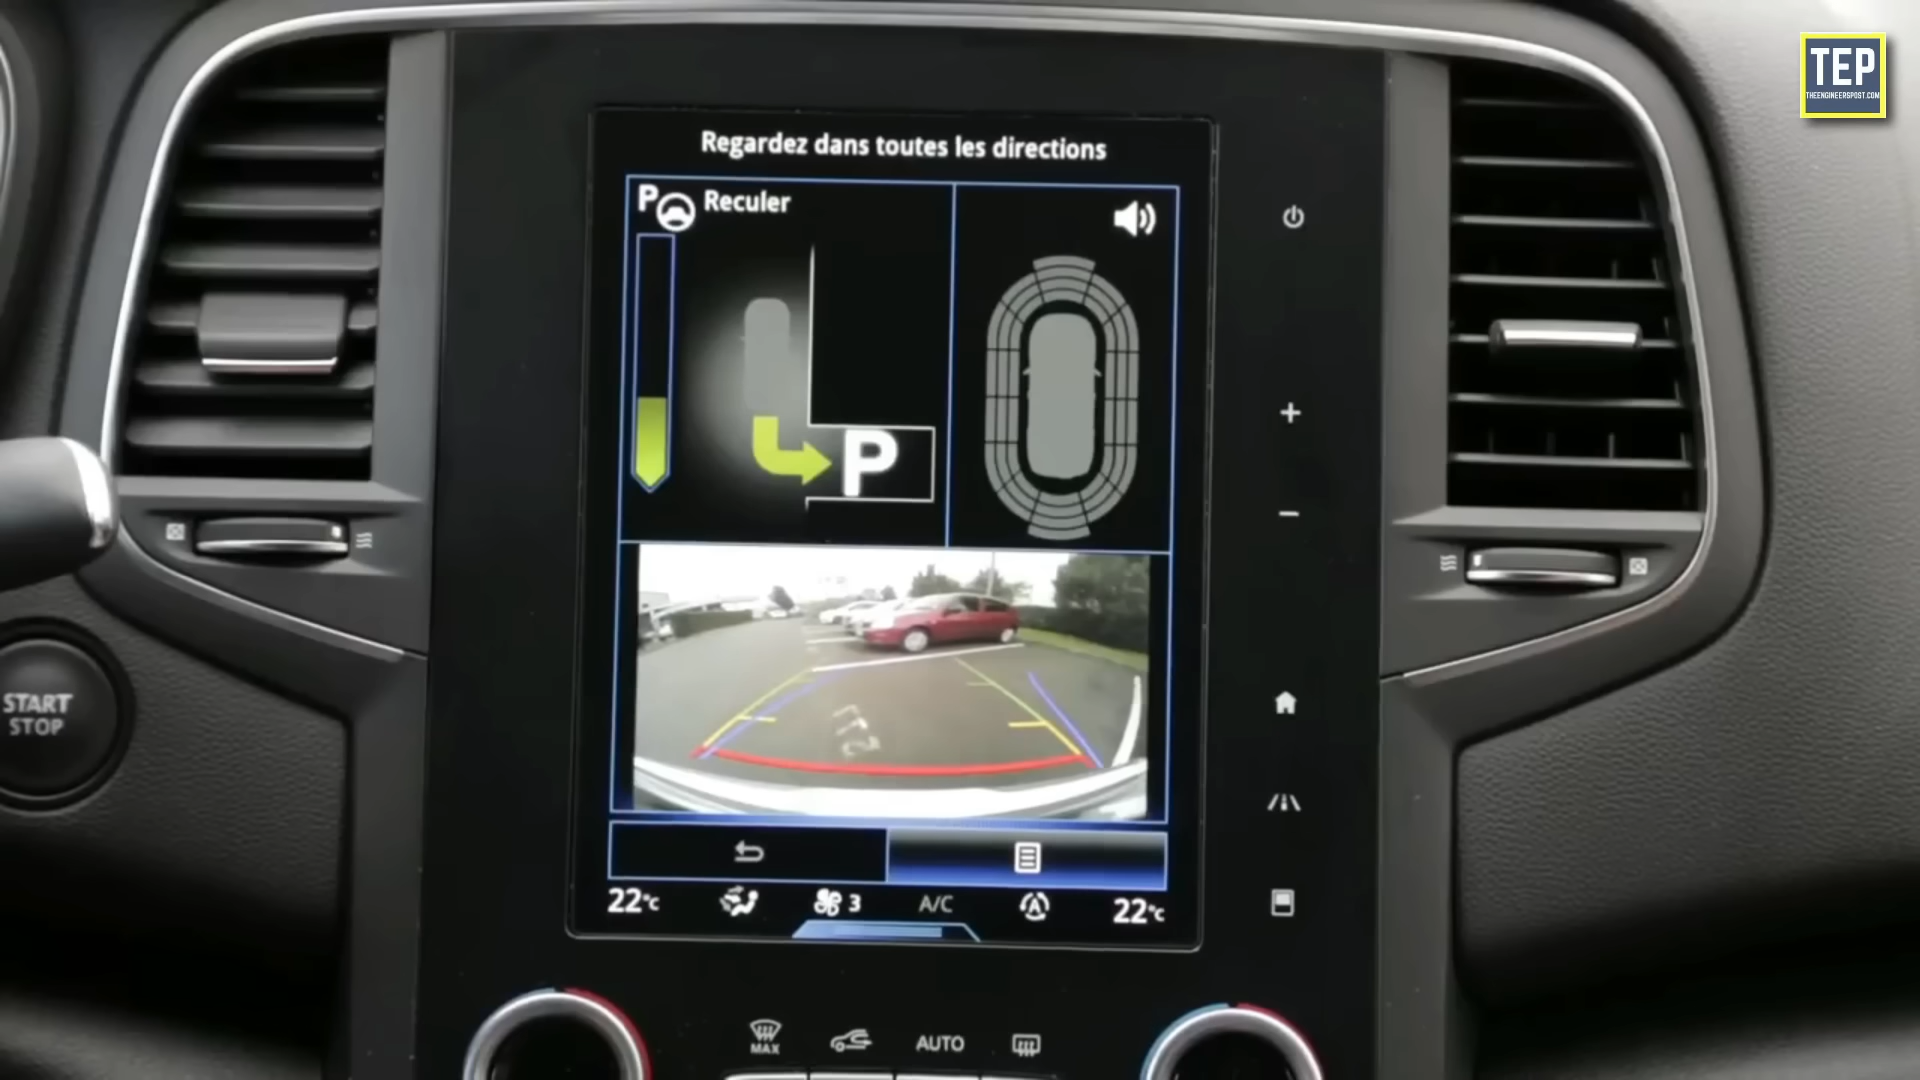 TEP
THEENGINEERSPOST.COM
Regardez dans toutes les directions
P Reculer
P
START
STOP
22°C
3
A/C
22°C
MAX
AUTO